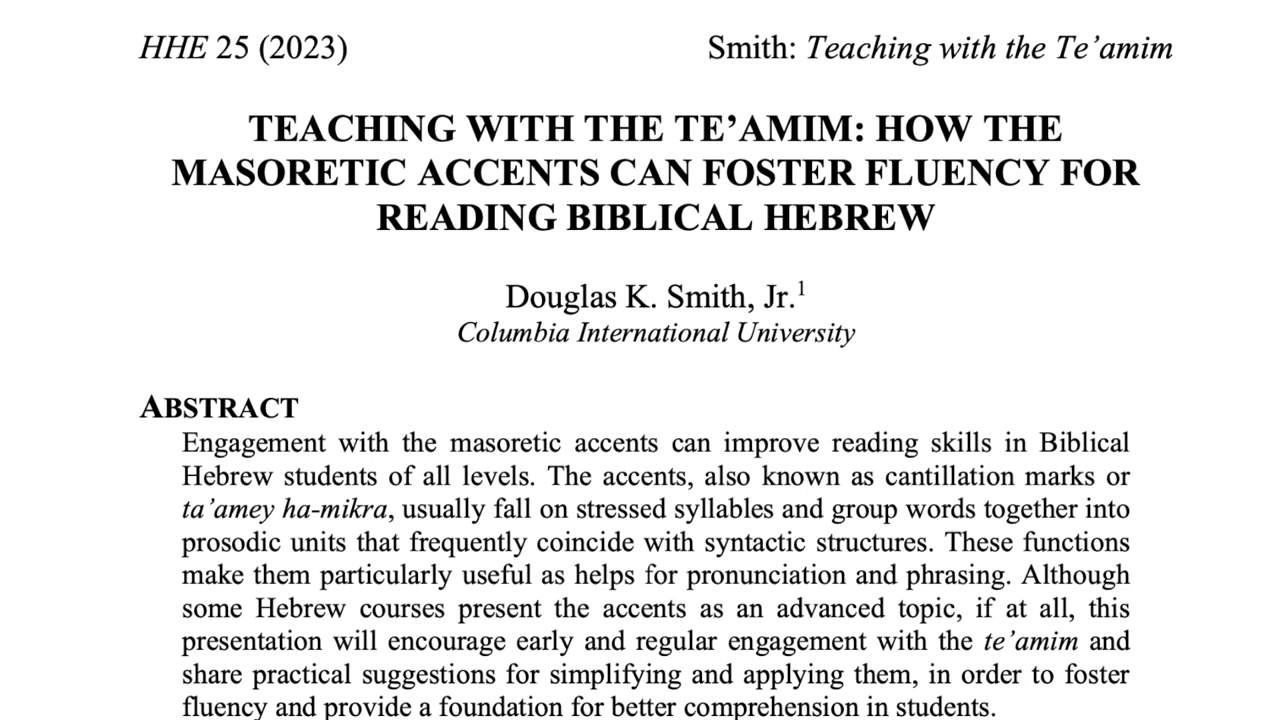 HHE 25 (2023) Smith: Teaching with the Te’amim
TEACHING WITH THE TE’AMIM: HOW THE
MASORETIC ACCENTS CAN FOSTER FLUENCY FOR
READING BIBLICAL HEBREW
Douglas K. Smith, Jr.1
Columbia International University
ABSTRACT
Engagement with the masoretic accents can improve reading skills in Biblical
Hebrew students of all levels. The accents, also known as cantillation marks or
ta’amey ha-mikra, usually fall on stressed syllables and group words together into
prosodic units that frequently coincide with syntactic structures. These functions
make them particularly useful as helps for pronunciation and phrasing. Although
some Hebrew courses present the accents as an advanced topic, if at all, this
presentation will encourage early and regular engagement with the te’amim and
share practical suggestions for simplifying and applying them, in order to foster
fluency and provide a foundation for better comprehension in students.